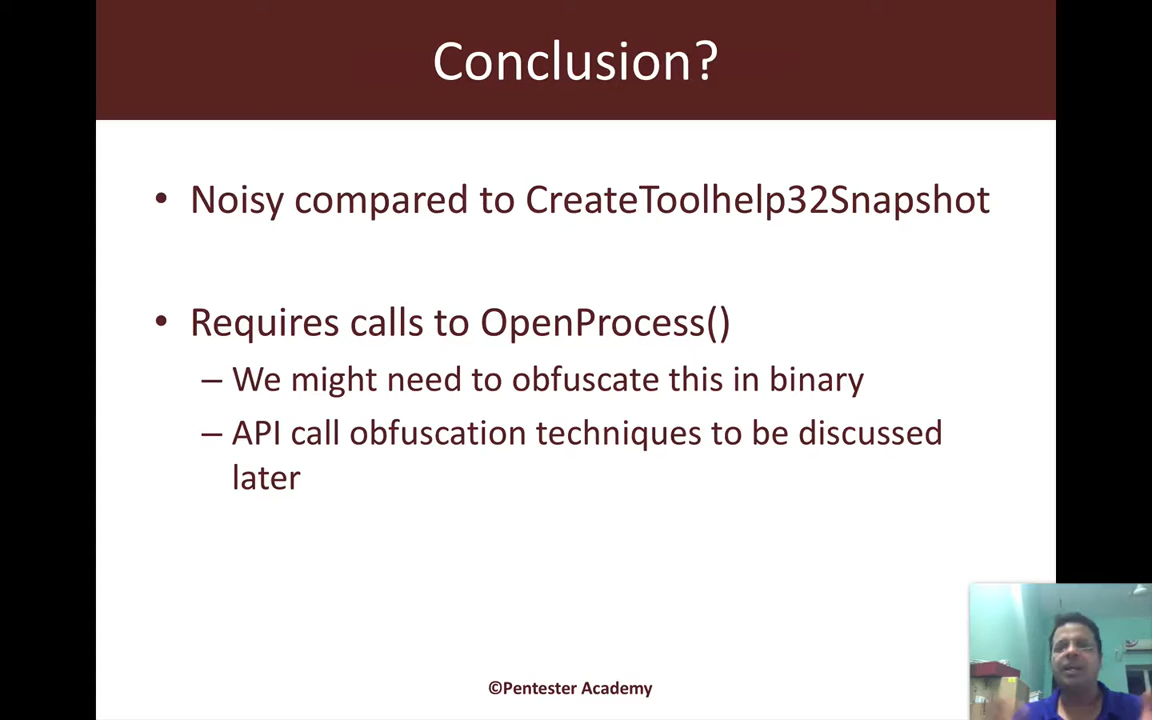 Conclusion?
• Noisy compared to CreateToolhelp32Snapshot
• Requires calls to OpenProcess()
– We might need to obfuscate this in binary
– API call obfuscation techniques to be discussed
later
©Pentester Academy